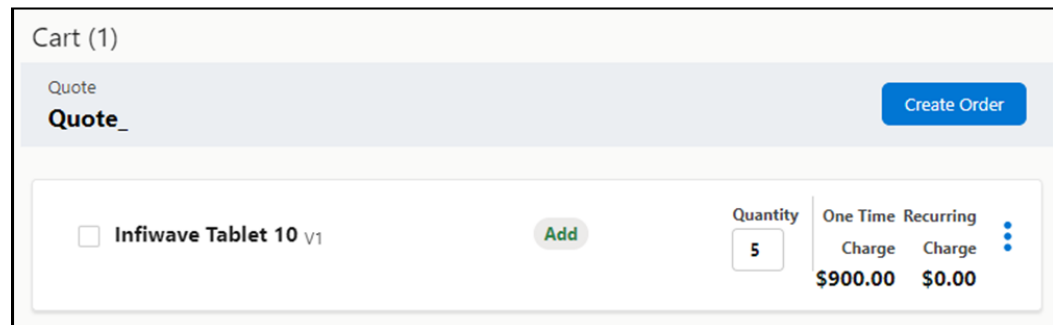 Cart (1)
Quote
Quote_
Create Order
Infiwave Tablet 10 V1
Add
Quantity
5
One Time Recurring
Charge Charge
$900.00 $0.00